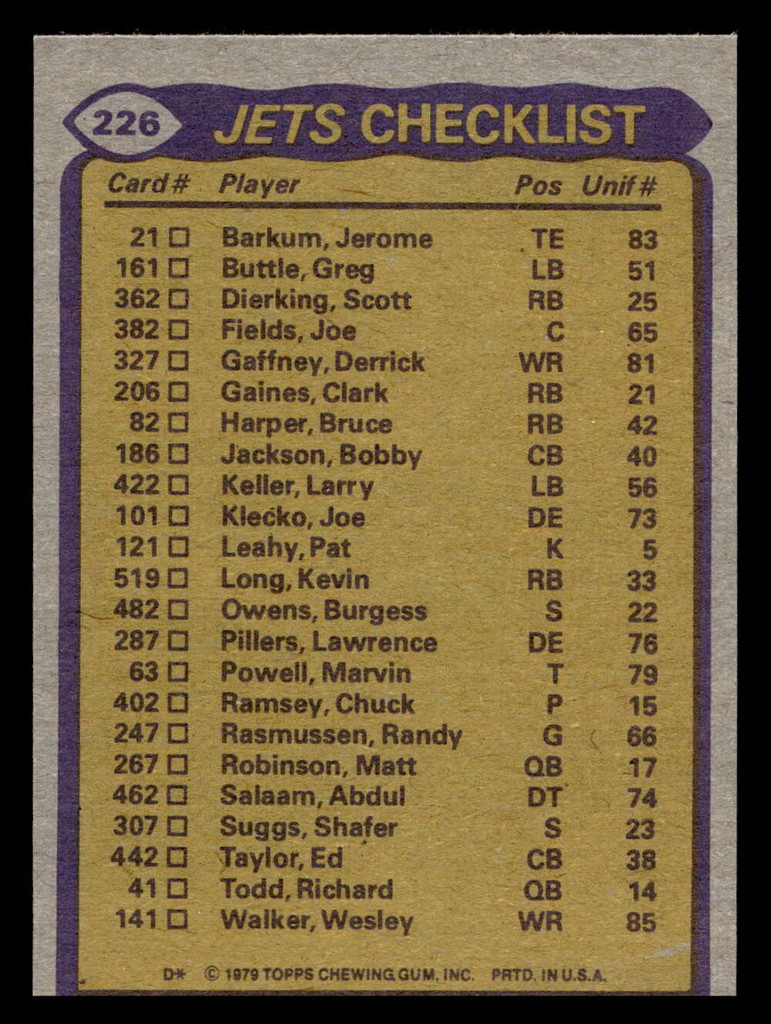 226 JETS CHECKLIST
Card # Player Pos Unif #
21 □ Barkum, Jerome TE 83
161 □ Buttle, Greg LB 51
362 □ Dierking, Scott RB 25
382 □ Fields, Joe C 65
327 □ Gaffney, Derrick WR 81
206 □ Gaines, Clark RB 21
82 □ Harper, Bruce RB 42
186 □ Jackson, Bobby CB 40
422 □ Keller, Larry LB 56
101 □ Klecko, Joe DE 73
121 □ Leahy, Pat K 5
519 □ Long, Kevin RB 33
482 □ Owens, Burgess S 22
287 □ Pillers, Lawrence DE 76
63 □ Powell, Marvin T 79
402 □ Ramsey, Chuck P 15
247 □ Rasmussen, Randy G 66
267 □ Robinson, Matt QB 17
462 □ Salaam, Abdul DT 74
307 □ Suggs, Shafer S 23
442 □ Taylor, Ed CB 38
41 □ Todd, Richard QB 14
141 □ Walker, Wesley WR 85
D* © 1979 TOPPS CHEWING GUM, INC. PRTD. IN U.S.A.